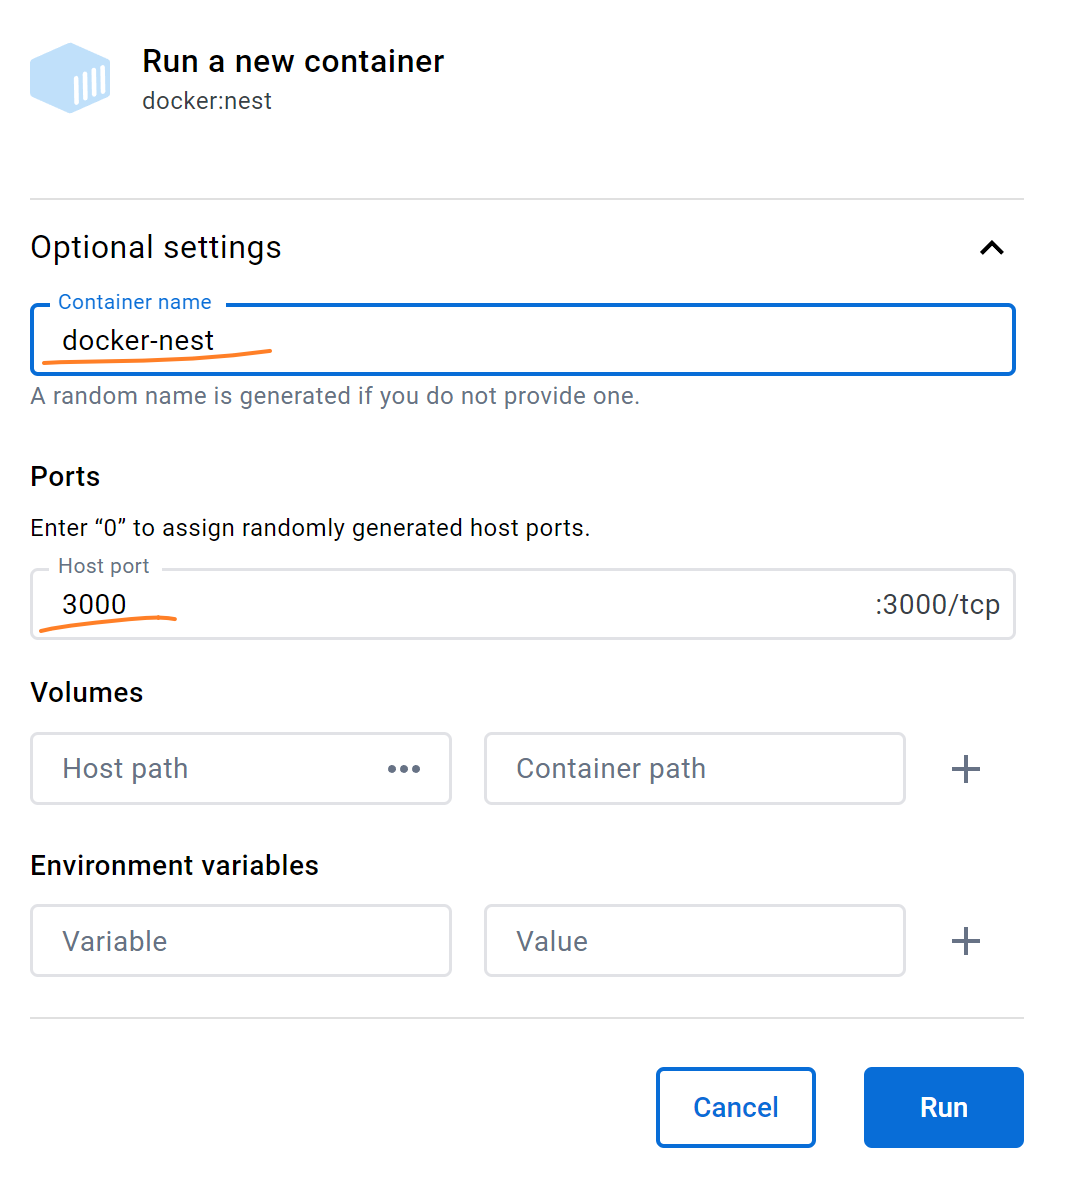 Run a new container
docker:nest
Optional settings
Container name
docker-nest
A random name is generated if you do not provide one.
Ports
Enter “0” to assign randomly generated host ports.
Host port
3000 :3000/tcp
Volumes
Host path Container path
Environment variables
Variable Value
Cancel Run